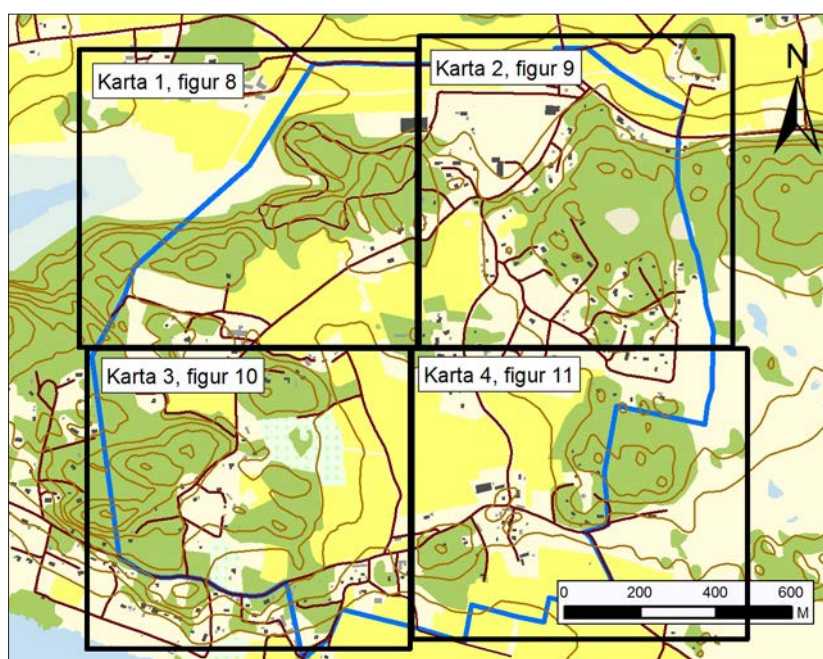 Karta 1, figur 8
Karta 2, figur 9
N
Karta 3, figur 10
Karta 4, figur 11
0 200 400 600
M